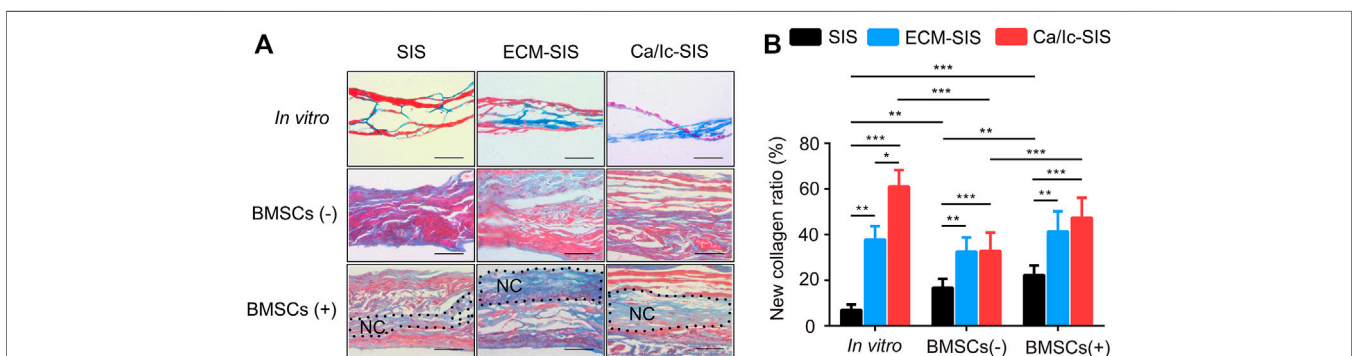 A
SIS
ECM-SIS
Ca/Ic-SIS
In vitro
BMSCs (-)
BMSCs (+)
NC
NC
NC
B
SIS
ECM-SIS
Ca/Ic-SIS
***
***
**
**
***
***
*
**
***
**
***
**
New collagen ratio (%)
80
60
40
20
0
In vitro
BMSCs(-)
BMSCs(+)